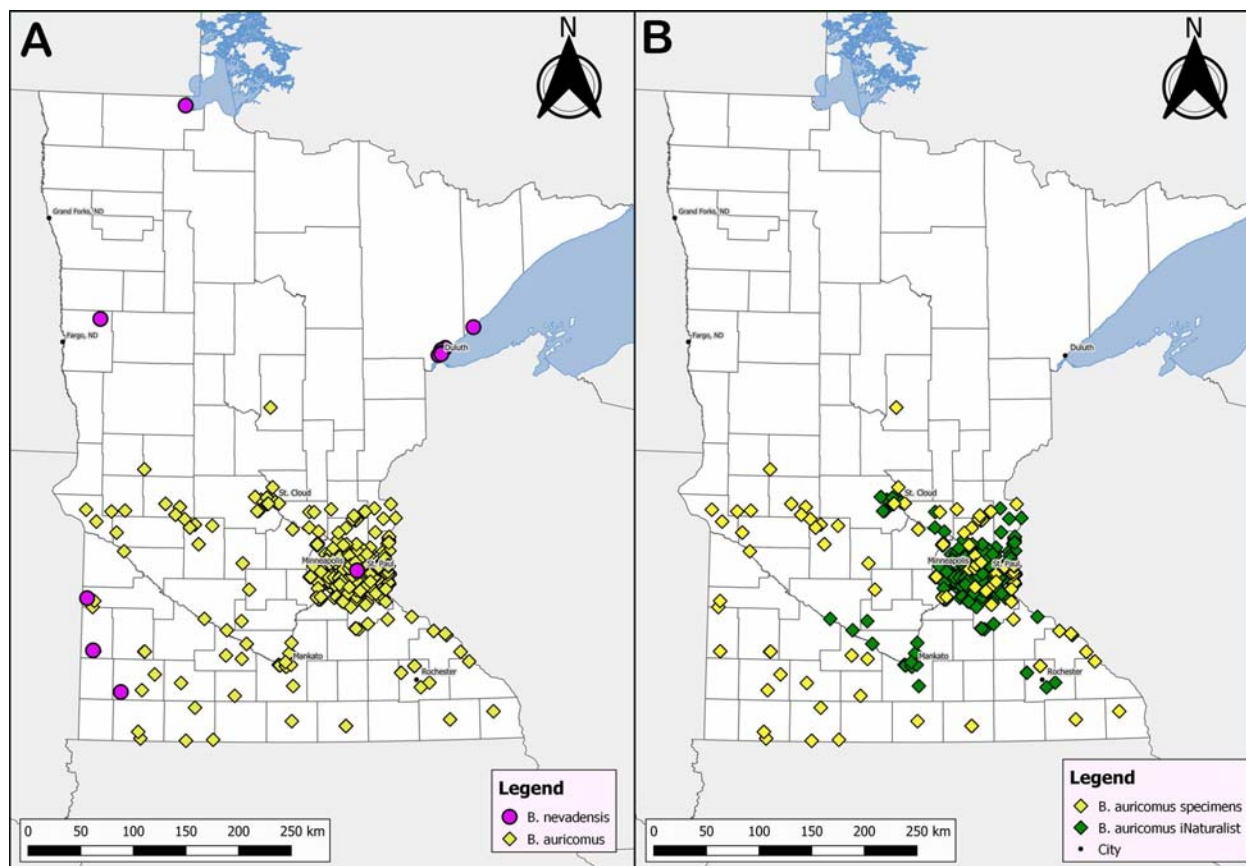 A
N
Grand Forks, ND
Fargo, ND
Duluth
St. Cloud
Minneapolis
St. Paul
Mankato
Rochester
Legend
B. nevadensis
B. auricomus
0 50 100 150 200 250 km
B
N
Grand Forks, ND
Fargo, ND
Duluth
St. Cloud
Minneapolis
St. Paul
Mankato
Rochester
Legend
B. auricomus specimens
B. auricomus iNaturalist
City
0 50 100 150 200 250 km